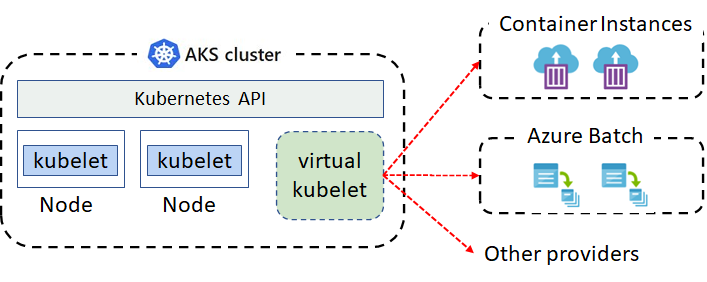 AKS cluster
Kubernetes API
kubelet
kubelet
Node
Node
virtual
kubelet
Container Instances
Azure Batch
Other providers